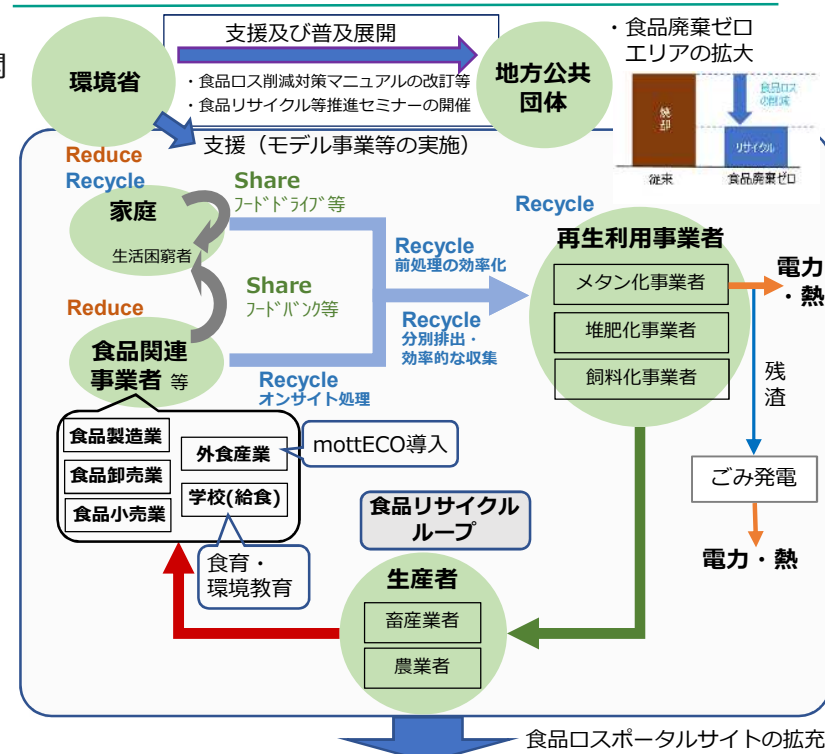 支援及び普及展開
・食品廃棄ゼロ
エリアの拡大
環境省
・食品ロス削減対策マニュアルの改訂等
・食品リサイクル等推進セミナーの開催
地方公共
団体
食品ロス
の削減
焼却
リサイクル
従来
食品廃棄ゼロ
支援（モデル事業等の実施）
Reduce
Recycle
家庭
生活困窮者
Share
フードドライブ等
Share
フードバンク等
Recycle
前処理の効率化
Recycle
分別排出・
効率的な収集
Recycle
再生利用事業者
メタン化事業者
堆肥化事業者
飼料化事業者
電力
・熱
残渣
ごみ発電
電力・熱
Reduce
食品関連
事業者 等
Recycle
オンサイト処理
食品製造業
食品卸売業
食品小売業
外食産業
学校(給食)
mottECO導入
食育・
環境教育
食品リサイクル
ループ
生産者
畜産業者
農業者
食品ロスポータルサイトの拡充